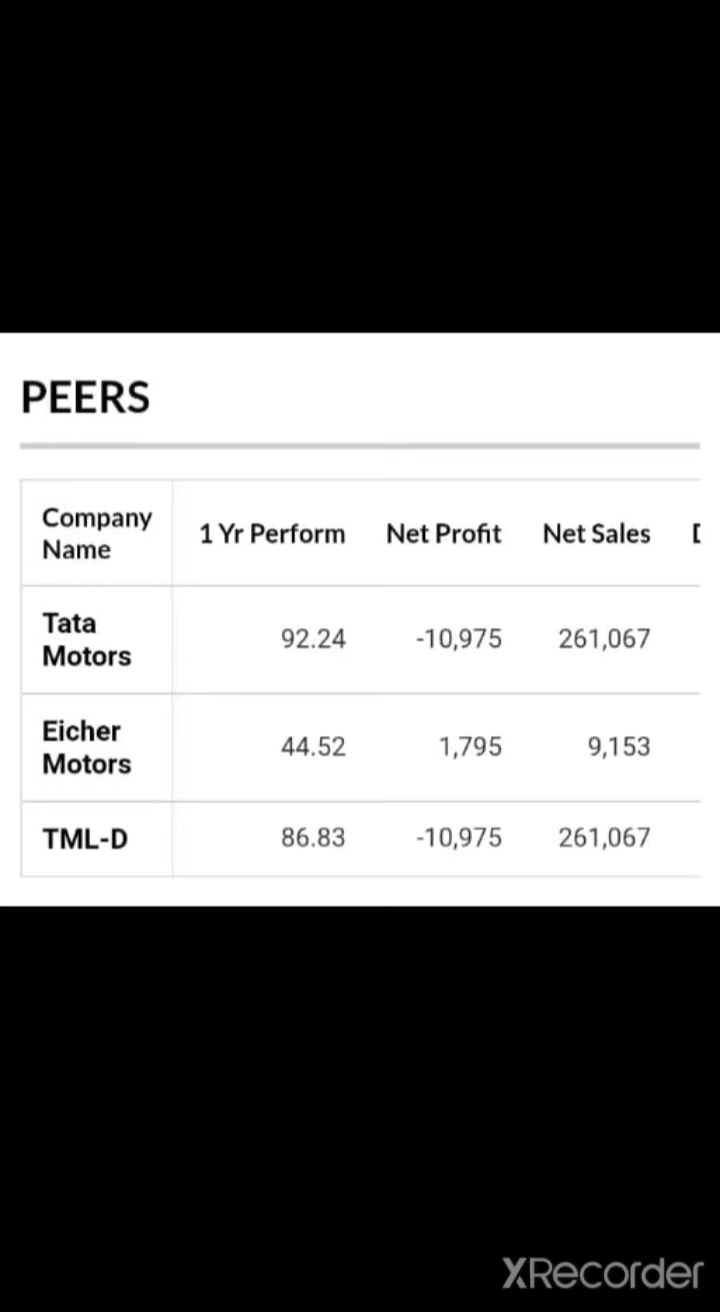 PEERS
Company Name 1 Yr Perform Net Profit Net Sales
Tata Motors 92.24 -10,975 261,067
Eicher Motors 44.52 1,795 9,153
TML-D 86.83 -10,975 261,067
XRecorder